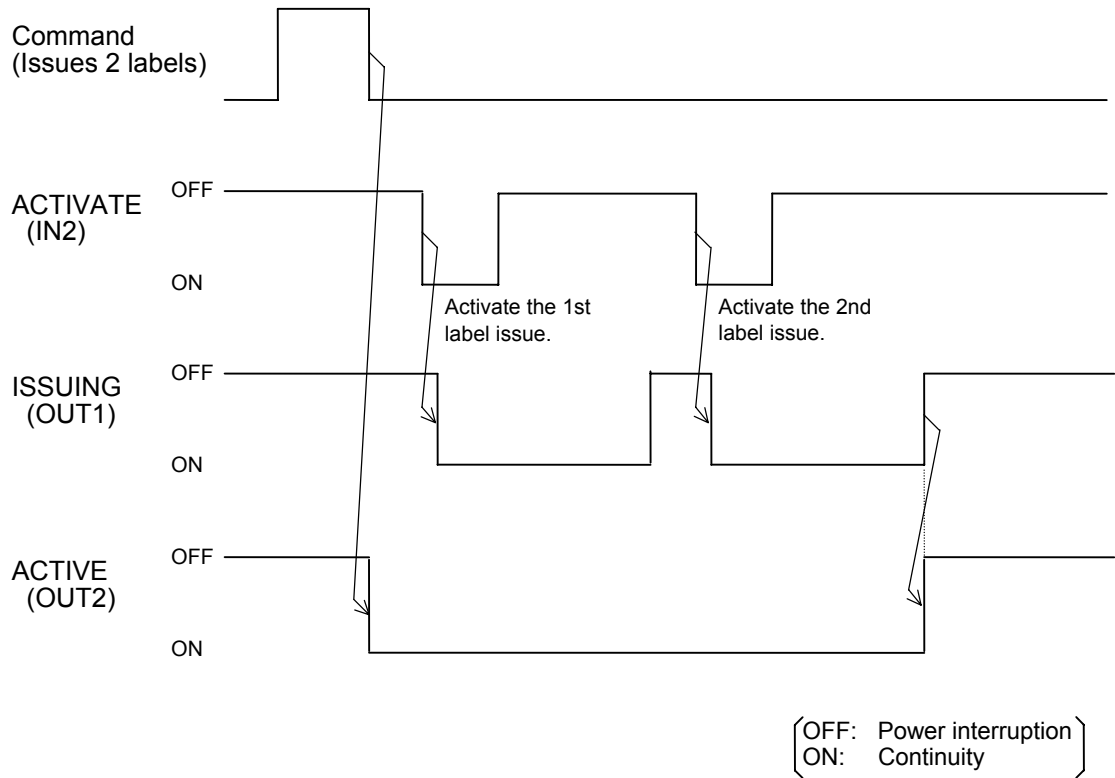 Command
(Issues 2 labels)
ACTIVATE
(IN2)
OFF
ON
Activate the 1st
label issue.
Activate the 2nd
label issue.
ISSUING
(OUT1)
OFF
ON
ACTIVE
(OUT2)
OFF
ON
OFF: Power interruption
ON: Continuity